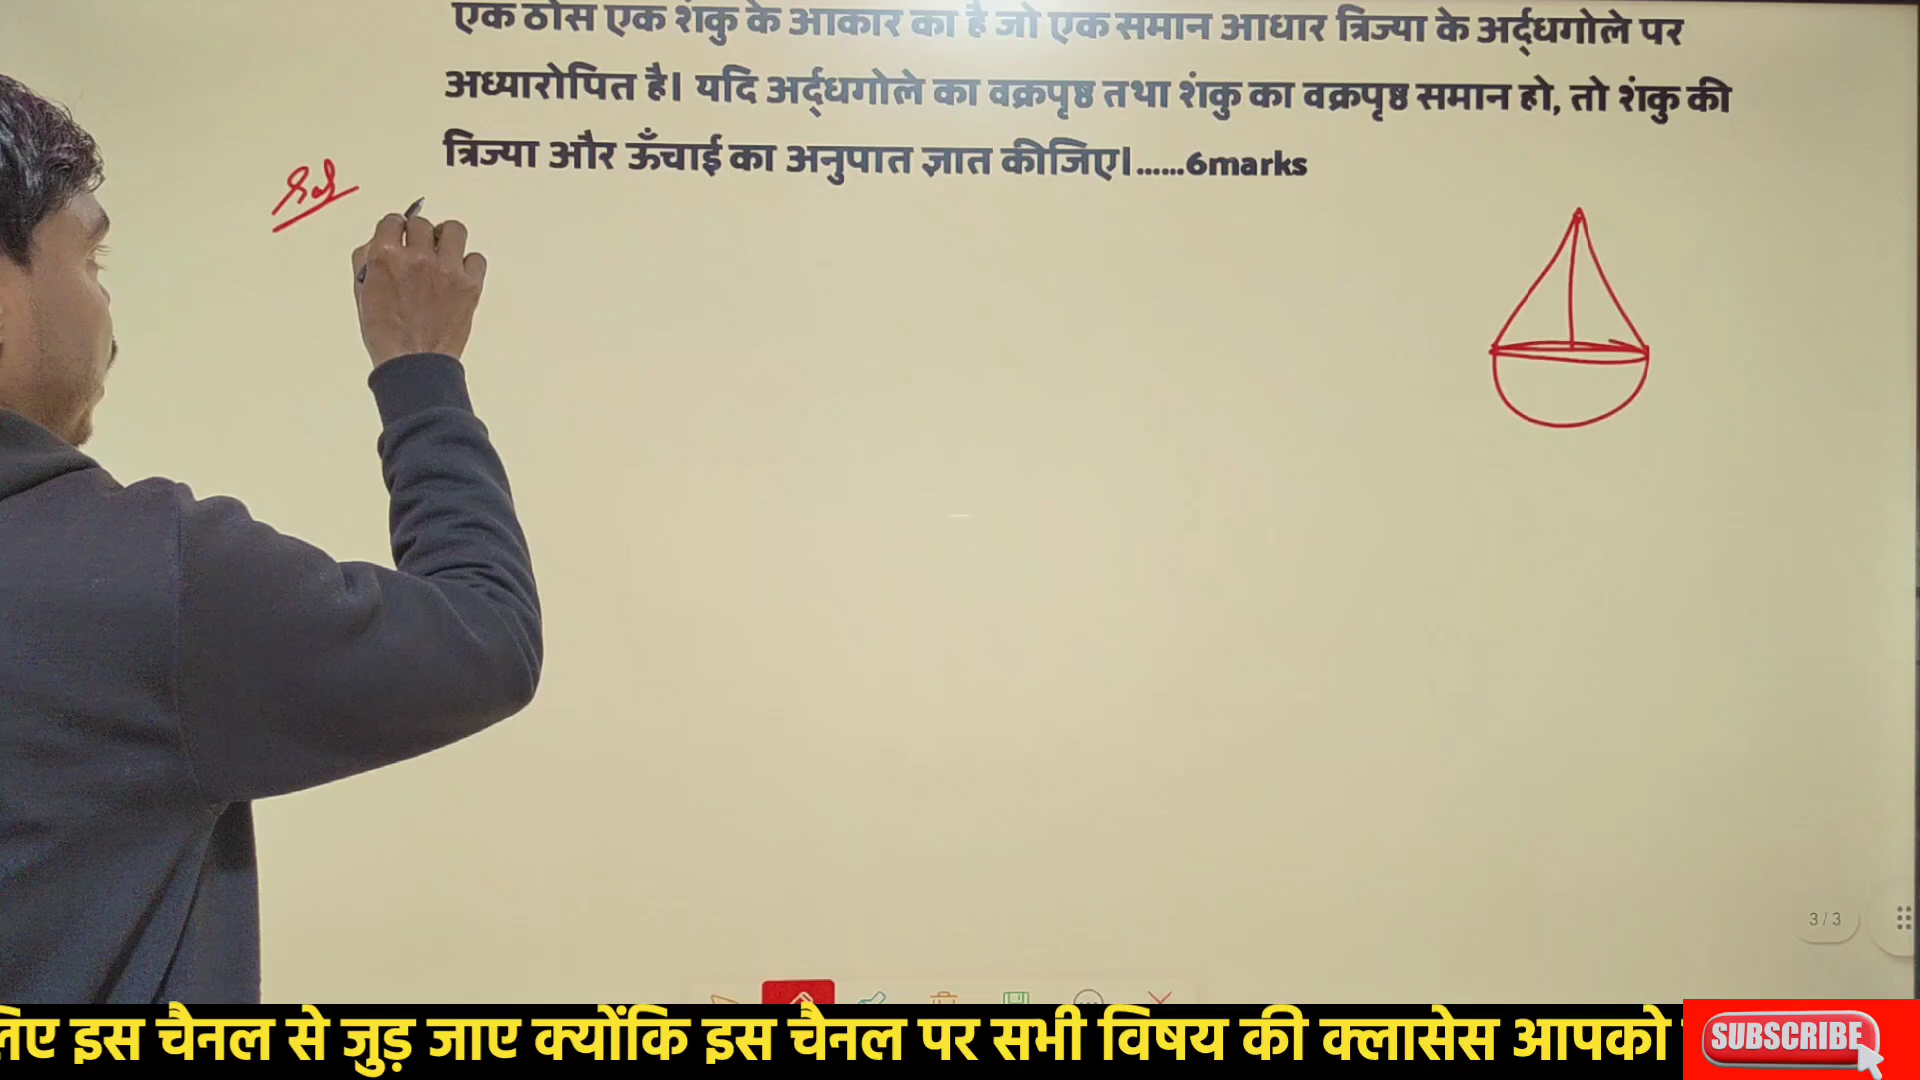 एक ठोस एक शंकु के आकार का है जो एक समान आधार त्रिज्या के अर्द्धगोले पर
अध्यारोपित है। यदि अर्द्धगोले का वक्रपृष्ठ तथा शंकु का वक्रपृष्ठ समान हो, तो शंकु की
त्रिज्या और ऊँचाई का अनुपात ज्ञात कीजिए।......6marks
Sol
3/3
इस चैनल से जुड़ जाए क्योंकि इस चैनल पर सभी विषय की क्लासेस आपको
SUBSCRIBE